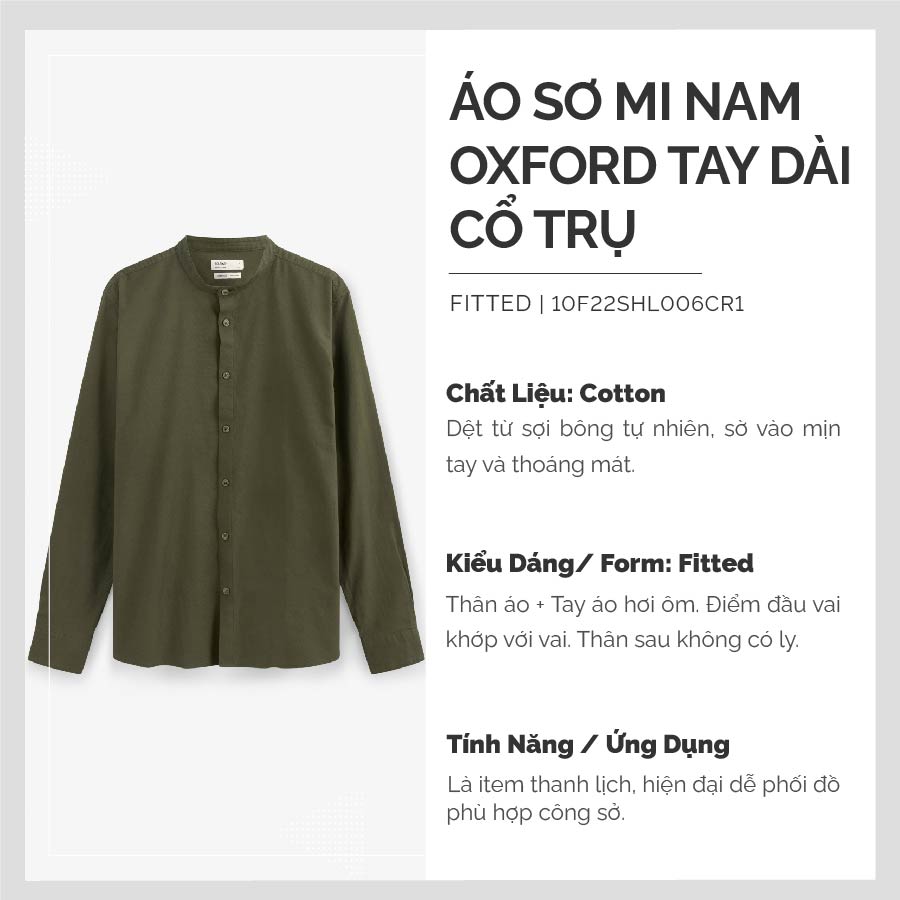 ÁO SƠ MI NAM
OXFORD TAY DÀI
CỔ TRỤ
FITTED | 10F22SHL006CR1
Chất Liệu: Cotton
Dệt từ sợi bông tự nhiên, sờ vào mịn
tay và thoáng mát.
Kiểu Dáng/ Form: Fitted
Thân áo + Tay áo hơi ôm. Điểm đầu vai
khớp với vai. Thân sau không có ly.
Tính Năng / Ứng Dụng
Là item thanh lịch, hiện đại dễ phối đồ
phù hợp công sở.